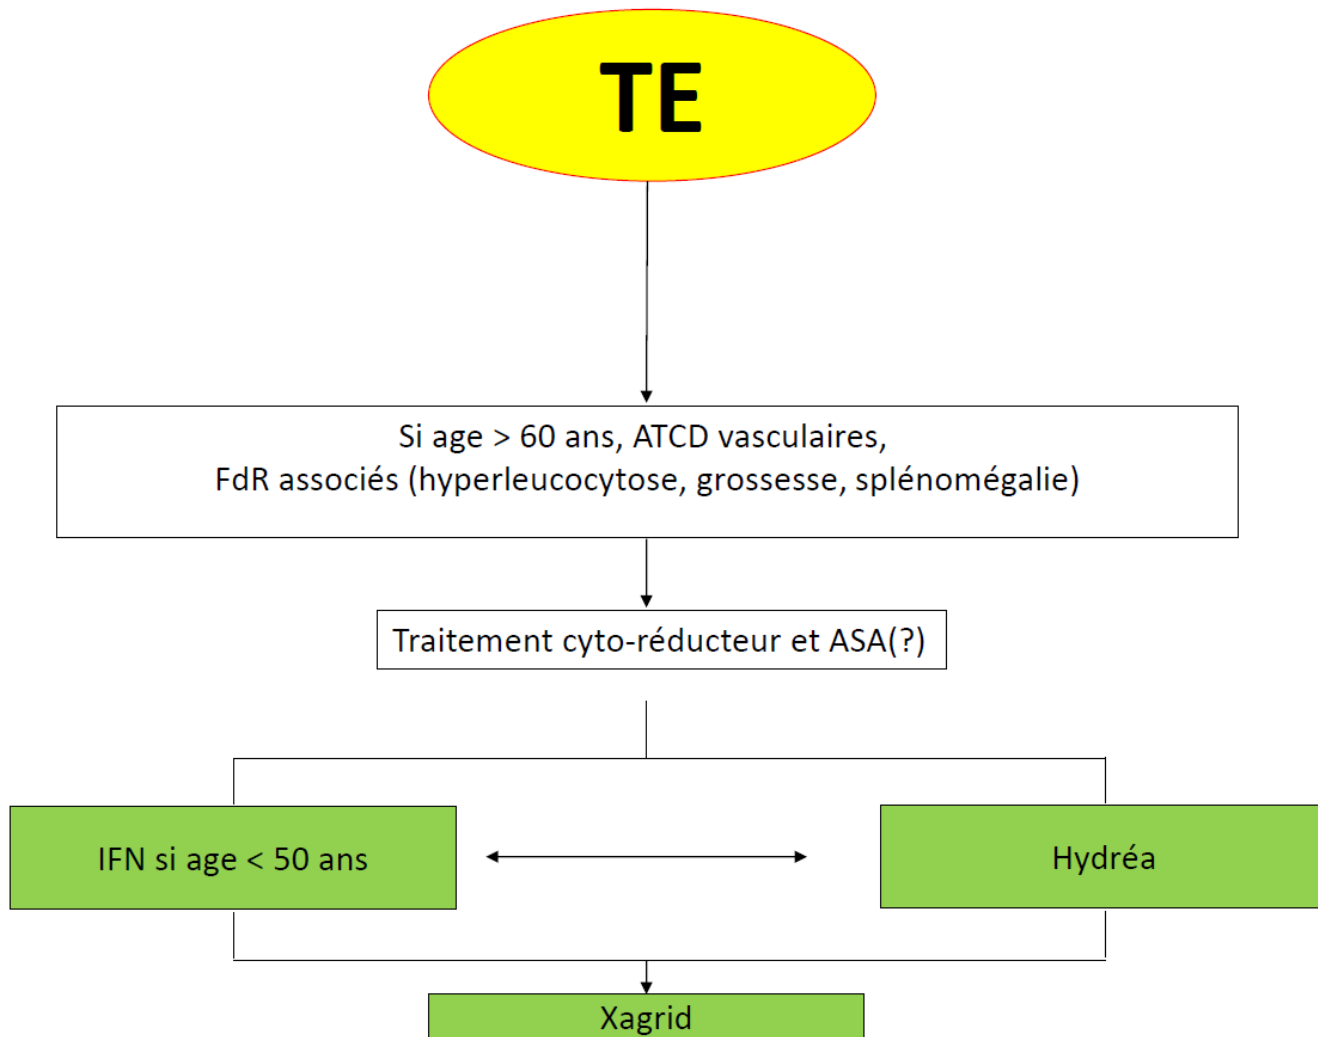 TE
Si age > 60 ans, ATCD vasculaires,
FdR associés (hyperleucocytose, grossesse, splénomégalie)
Traitement cyto-réducteur et ASA(?)
IFN si age < 50 ans
Hydréa
Xagrid